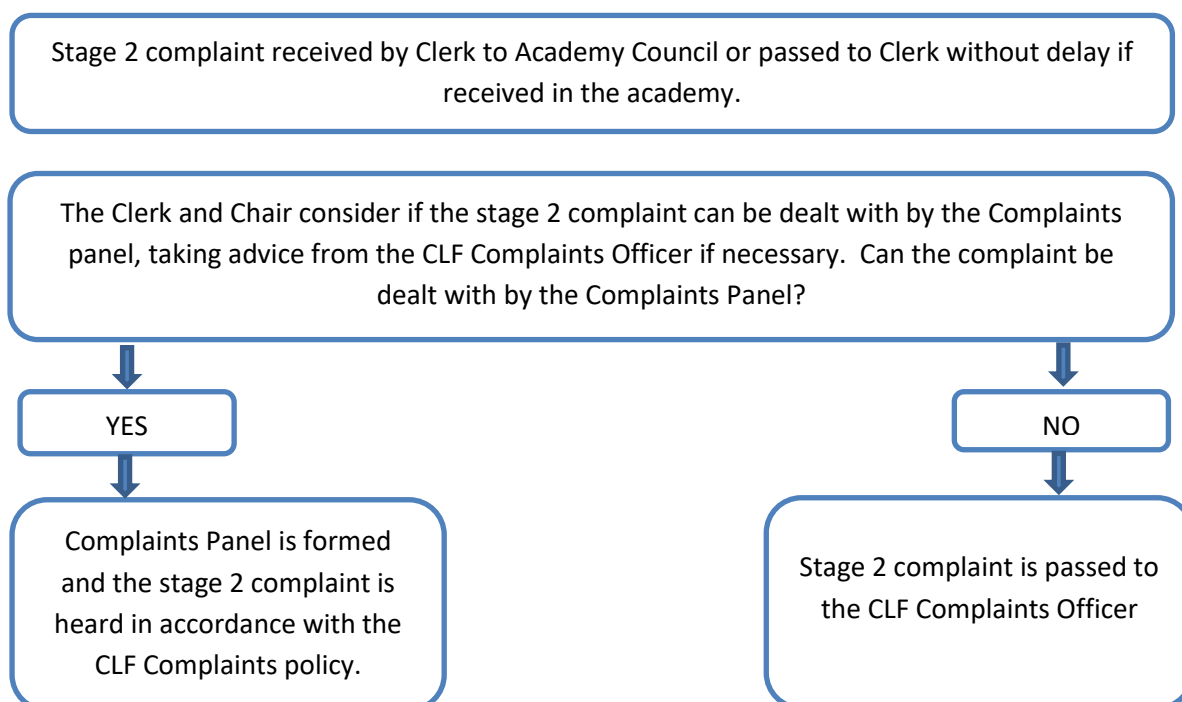 Stage 2 complaint received by Clerk to Academy Council or passed to Clerk without delay if
received in the academy.
The Clerk and Chair consider if the stage 2 complaint can be dealt with by the Complaints
panel, taking advice from the CLF Complaints Officer if necessary.  Can the complaint be
dealt with by the Complaints Panel?
YES
NO
Complaints Panel is formed
and the stage 2 complaint is
heard in accordance with the
CLF Complaints policy.
Stage 2 complaint is passed to
the CLF Complaints Officer